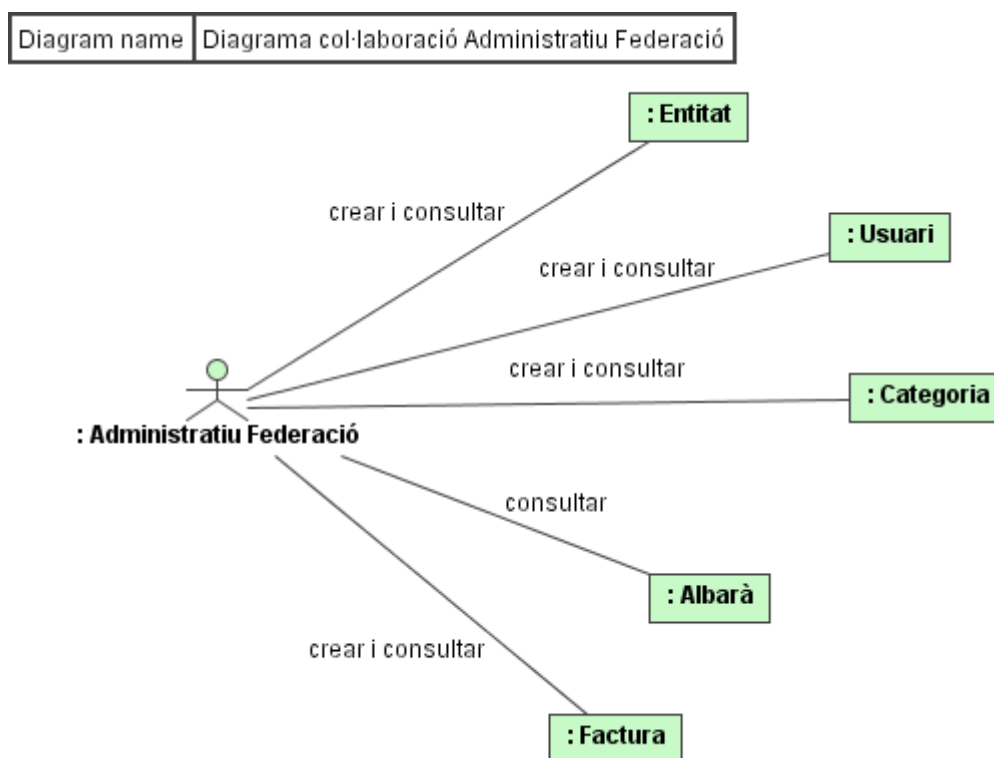 Diagram name Diagrama col·laboració Administratiu Federació
: Entitat
crear i consultar
: Usuari
crear i consultar
crear i consultar
: Categoria
: Administratiu Federació
consultar
: Albarà
crear i consultar
: Factura